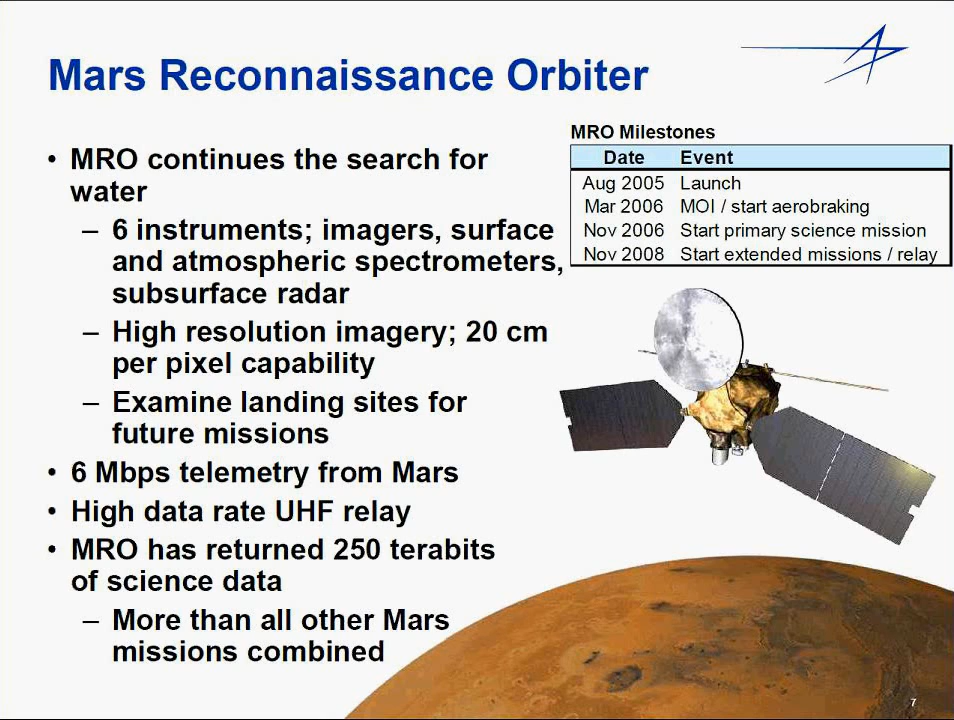 Mars Reconnaissance Orbiter
• MRO continues the search for
water
– 6 instruments; imagers, surface
and atmospheric spectrometers,
subsurface radar
– High resolution imagery; 20 cm
per pixel capability
– Examine landing sites for
future missions
• 6 Mbps telemetry from Mars
• High data rate UHF relay
• MRO has returned 250 terabits
of science data
– More than all other Mars
missions combined
MRO Milestones
Date Event
Aug 2005 Launch
Mar 2006 MOI / start aerobraking
Nov 2006 Start primary science mission
Nov 2008 Start extended missions / relay
7